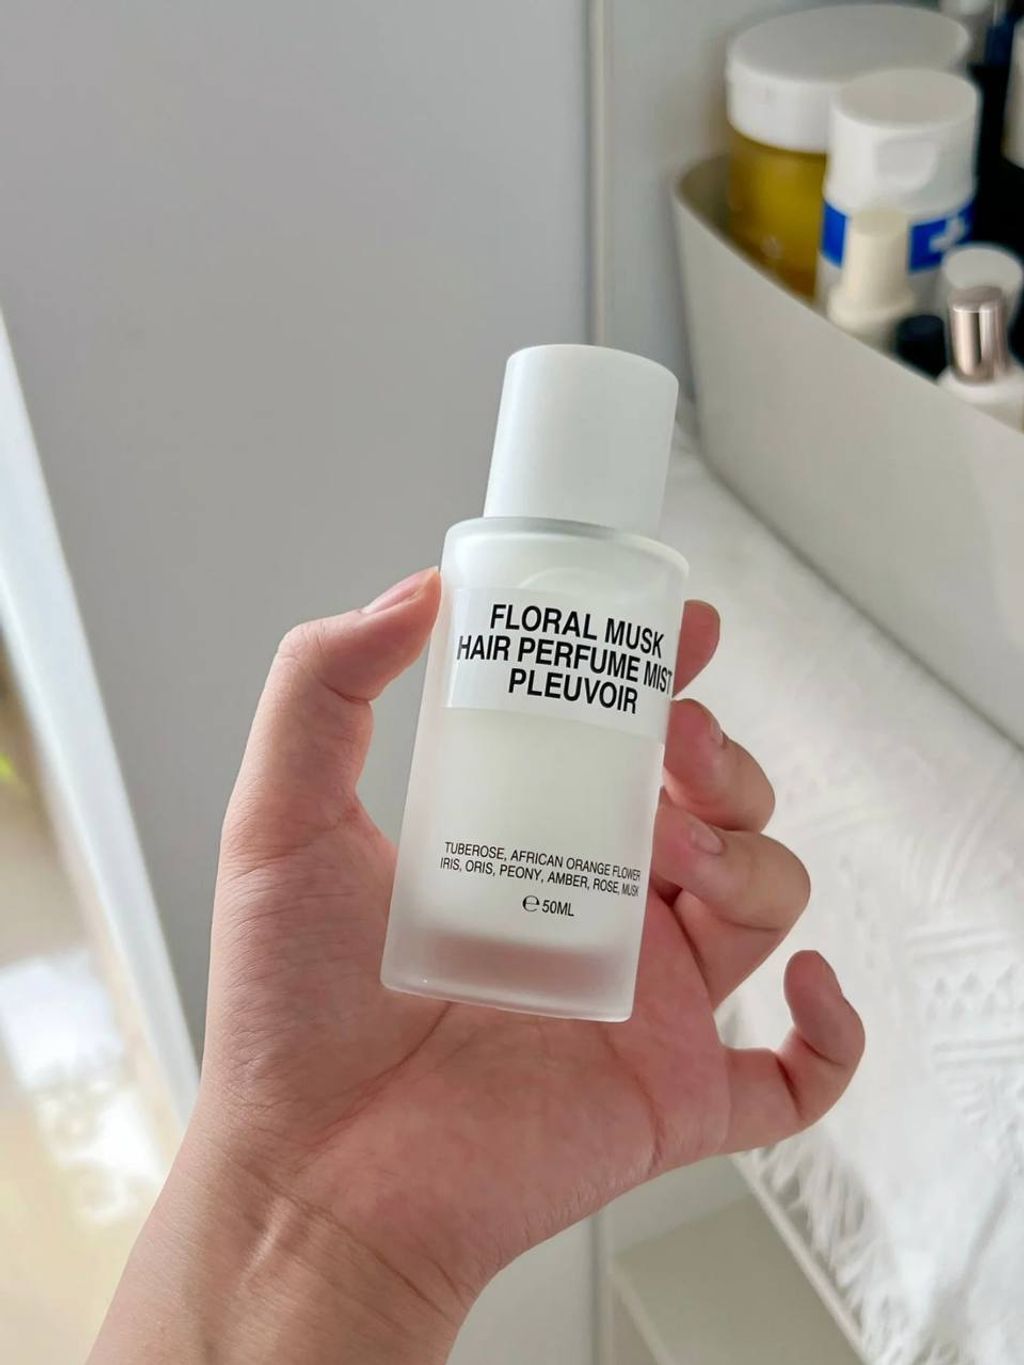 FLORAL MUSK
HAIR PERFUME MIST
PLEUVOIR
TUBEROSE, AFRICAN ORANGE FLOWER
IRIS, ORIS, PEONY, AMBER, ROSE, MUSK
℮ 50ML